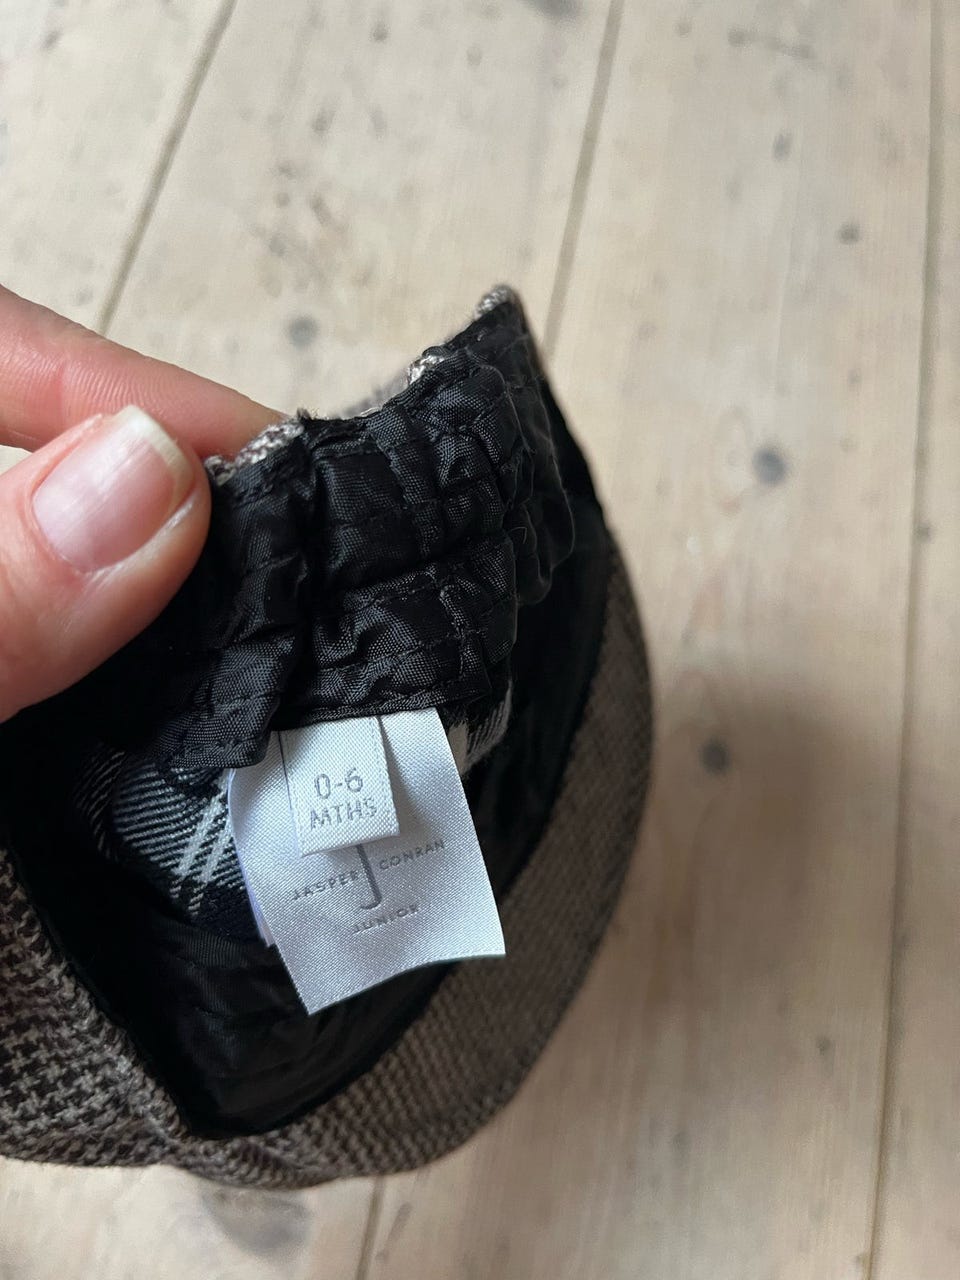 0-6
MTHS
J
JASPER CONRAN
JUNIOR